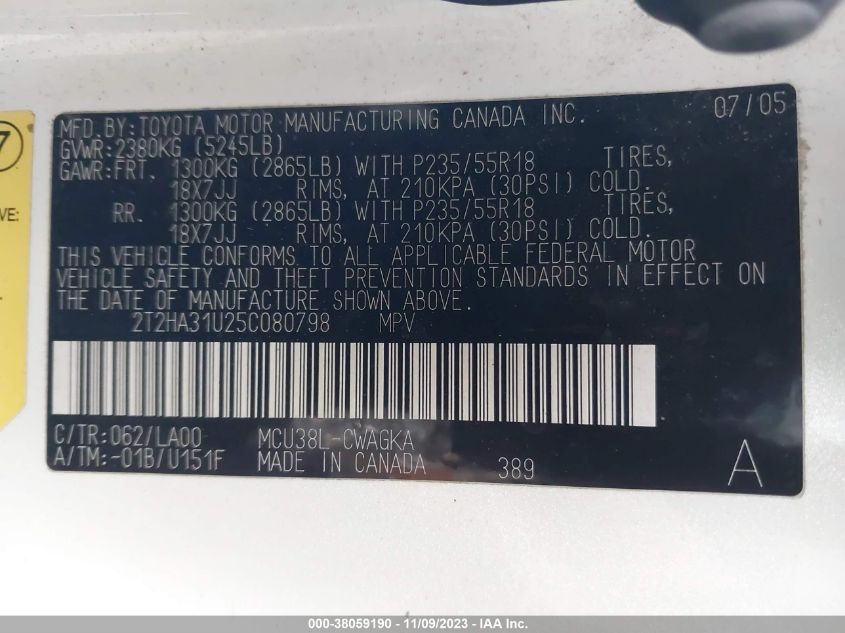 7
VE:
MFD.BY:TOYOTA MOTOR MANUFACTURING CANADA INC. 07/05
GVWR:2380KG (5245LB)
GAWR:FRT. 1300KG (2865LB) WITH P235/55R18 TIRES,
18X7JJ RIMS, AT 210KPA (30PSI) COLD.
RR. 1300KG (2865LB) WITH P235/55R18 TIRES,
18X7JJ RIMS, AT 210KPA (30PSI) COLD.
THIS VEHICLE CONFORMS TO ALL APPLICABLE FEDERAL MOTOR
VEHICLE SAFETY AND THEFT PREVENTION STANDARDS IN EFFECT ON
THE DATE OF MANUFACTURE SHOWN ABOVE.
2T2HA31U25C080798 MPV
C/TR:062/LA00 MCU38L-CWAGKA
A/TM:-01B/U151F MADE IN CANADA 389 A
000-38059190 - 11/09/2023 - IAA Inc.